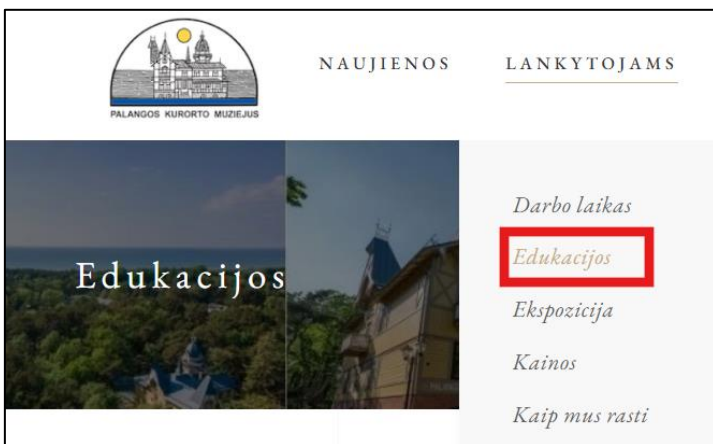 NAUJIENOS
LANKYTOJAMS
PALANGOS KURORTO MUZIEJUS
Edukacijos
Darbo laikas
Edukacijos
Ekspozicija
Kainos
Kaip mus rasti